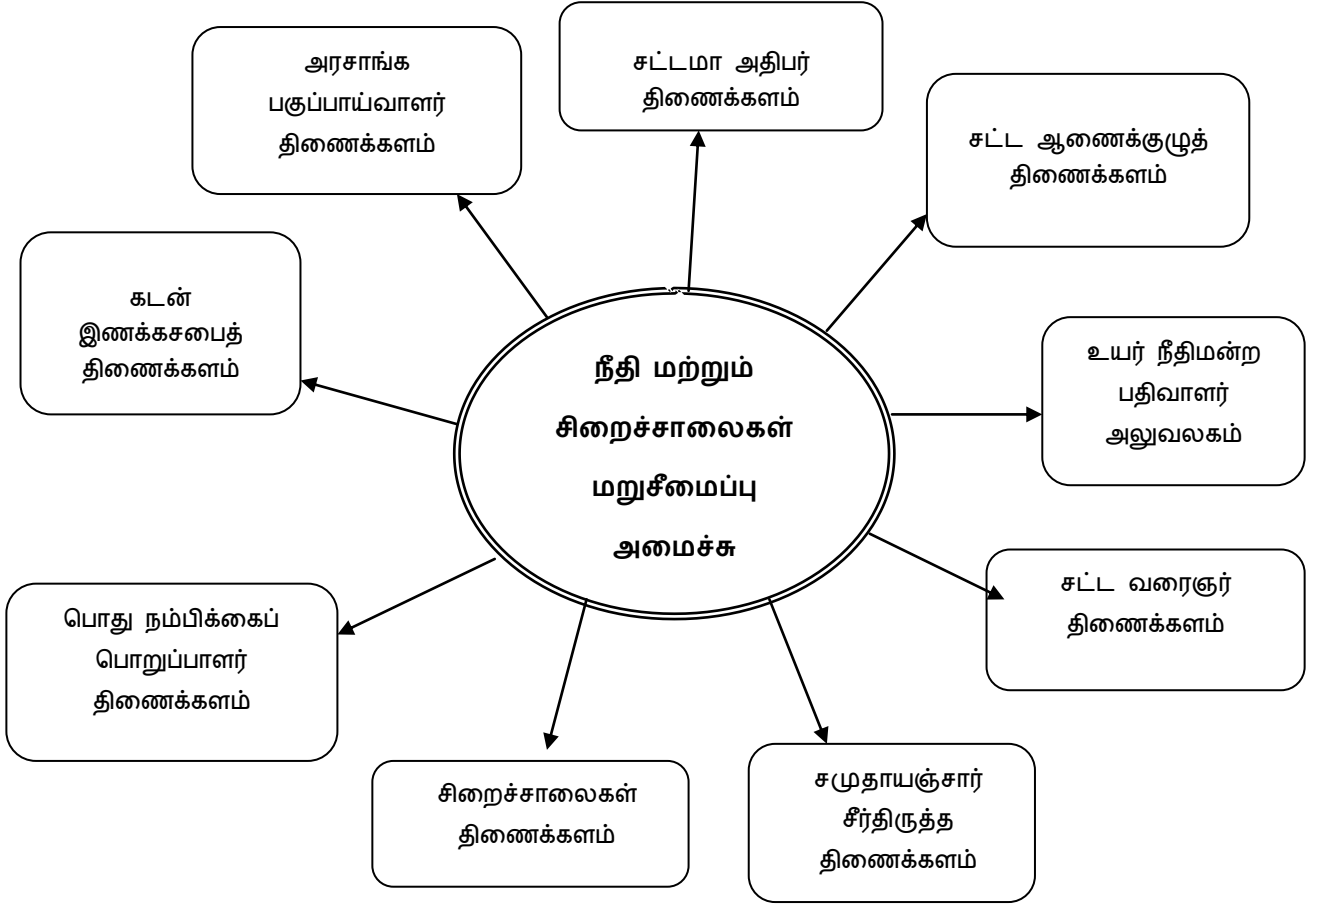 அரசாங்க
பகுப்பாய்வாளர்
திணைக்களம்
சட்டமா அதிபர்
திணைக்களம்
சட்ட ஆணைக்குழுத்
திணைக்களம்
கடன்
இணக்கசபைத்
திணைக்களம்
நீதி மற்றும்
சிறைச்சாலைகள்
மறுசீமைப்பு
அமைச்சு
உயர் நீதிமன்ற
பதிவாளர்
அலுவலகம்
சட்ட வரைஞர்
திணைக்களம்
பொது நம்பிக்கைப்
பொறுப்பாளர்
திணைக்களம்
சிறைச்சாலைகள்
திணைக்களம்
சமுதாயஞ்சார்
சீர்திருத்த
திணைக்களம்